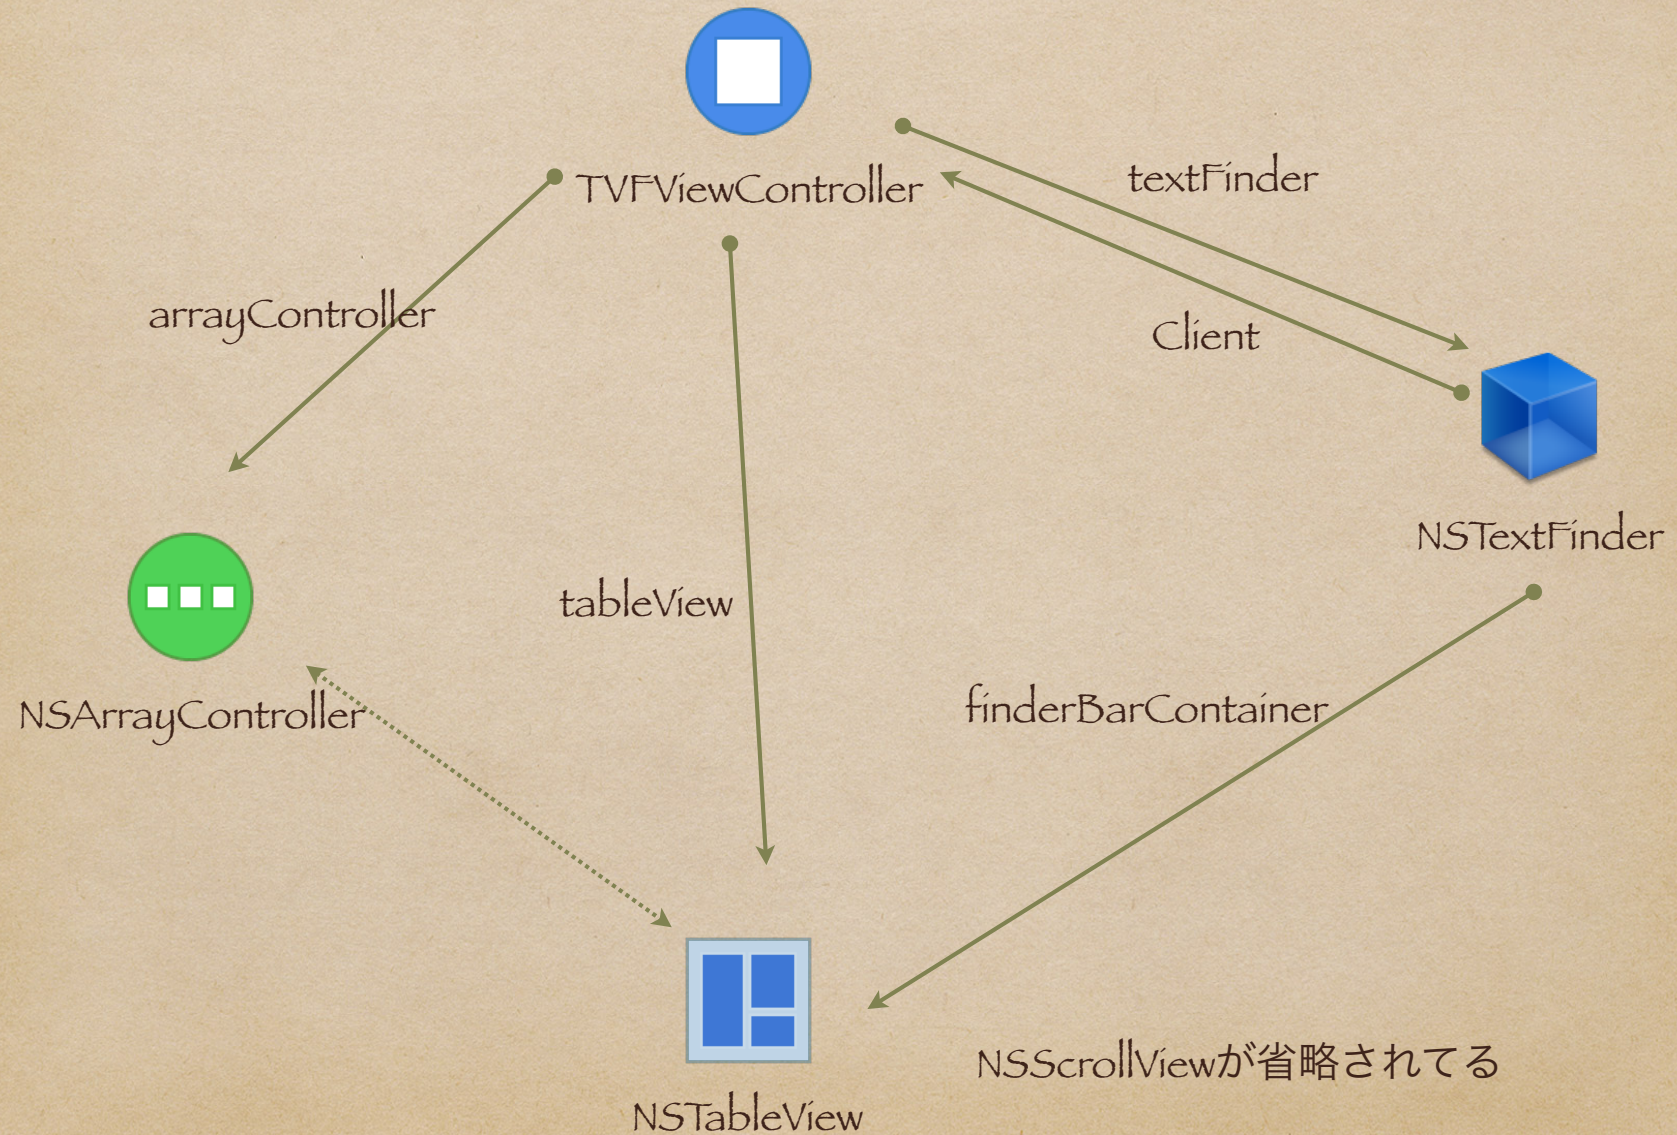 textFinder
TVFViewController
arrayController
Client
NSTextFinder
tableView
finderBarContainer
NSArrayController
NSScrollViewが省略されてる
NSTableView